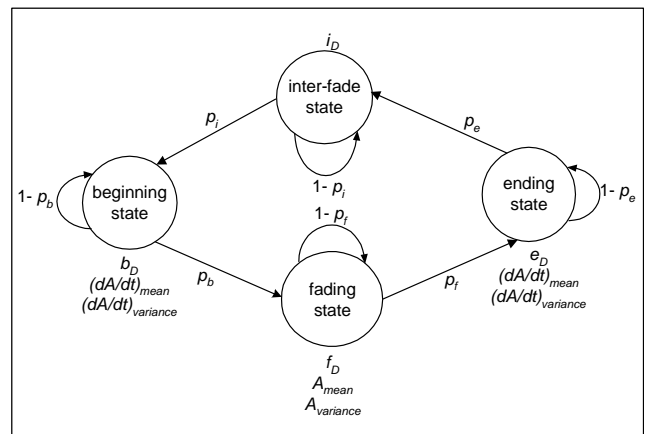 i_D
inter-fade
state
p_i
p_e
1- p_i
1- p_b
beginning
state
ending
state
1- p_e
1- p_f
b_D
(dA/dt)_mean
(dA/dt)_variance
p_b
fading
state
p_f
e_D
(dA/dt)_mean
(dA/dt)_variance
f_D
A_mean
A_variance